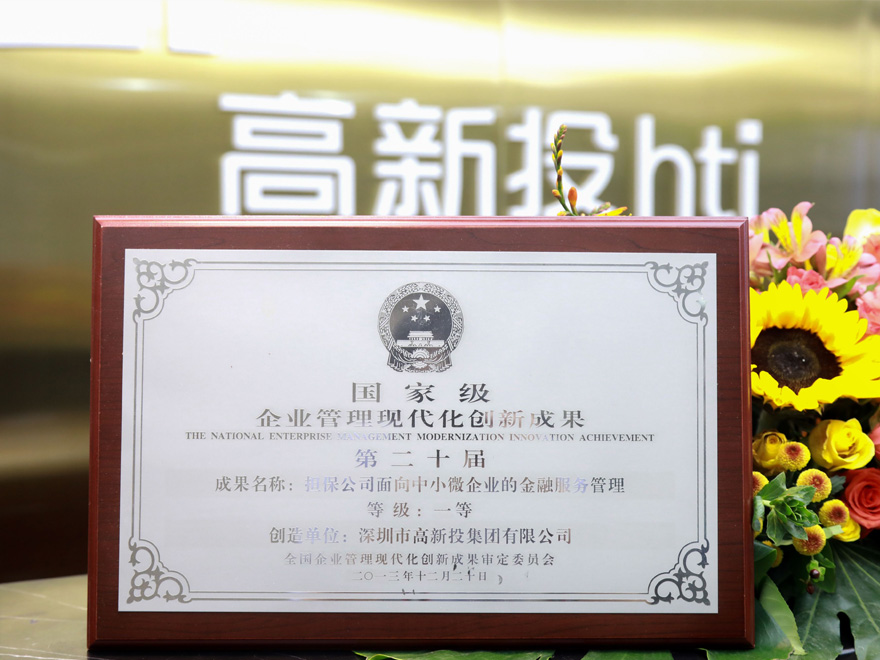 高新投hti
国家级
企业管理现代化创新成果
THE NATIONAL ENTERPRISE MANAGEMENT MODERNIZATION INNOVATION ACHIEVEMENT
第二十届
成果名称：担保公司面向中小微企业的金融服务管理
等级：一等
创造单位：深圳市高新投集团有限公司
全国企业管理现代化创新成果审定委员会
二〇一三年十二月二十日